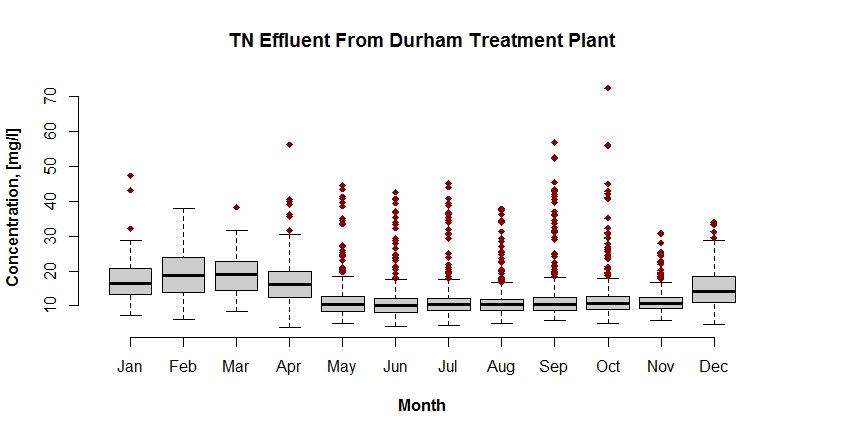 TN Effluent From Durham Treatment Plant
Concentration, [mg/l]
70
60
50
40
30
20
10
Jan Feb Mar Apr May Jun Jul Aug Sep Oct Nov Dec
Month